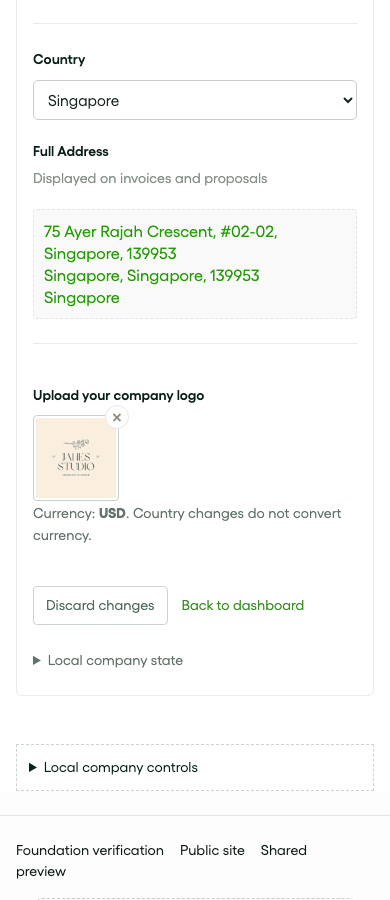 Country
Singapore
Full Address
Displayed on invoices and proposals
75 Ayer Rajah Crescent, #02-02,
Singapore, 139953
Singapore, Singapore, 139953
Singapore
Upload your company logo
STUDIO
Currency: USD. Country changes do not convert
currency.
Discard changes Back to dashboard
Local company state
Local company controls
Foundation verification Public site Shared
preview